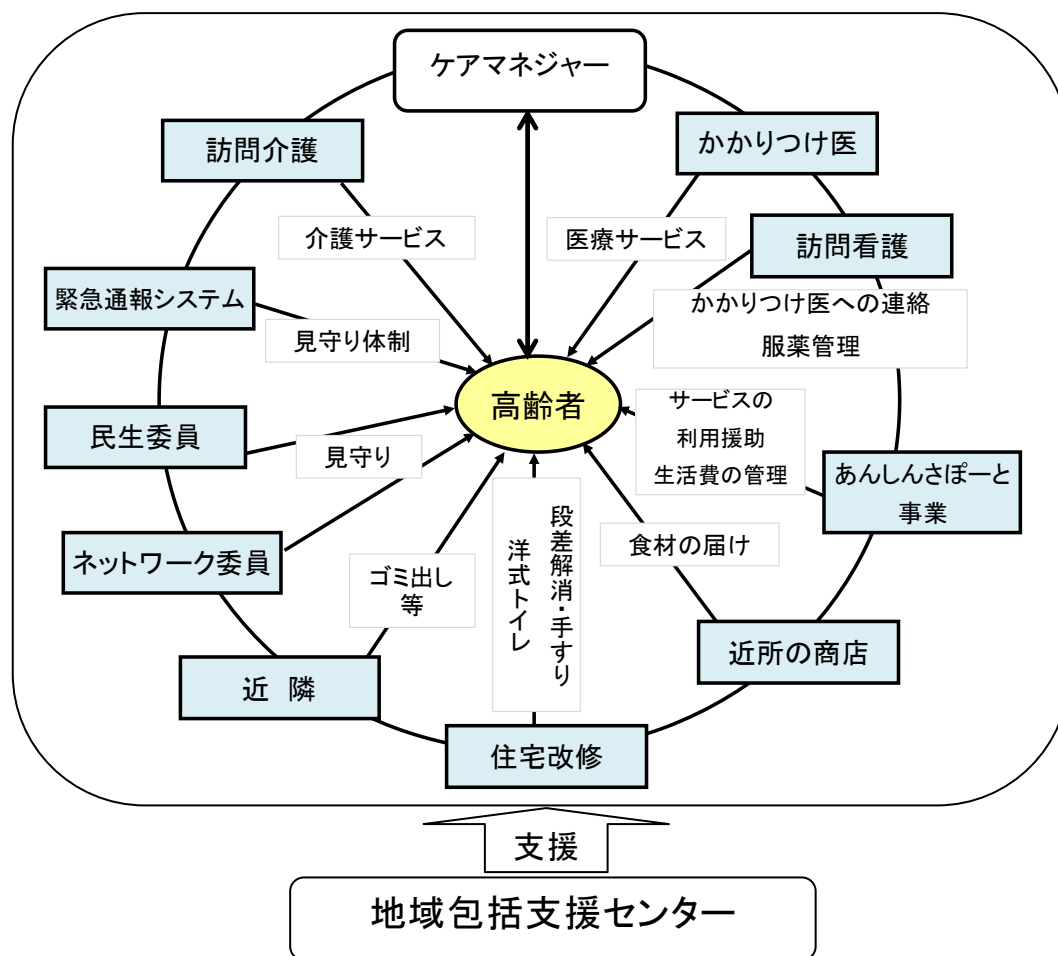 ケアマネジャー
訪問介護
かかりつけ医
介護サービス
医療サービス
訪問看護
緊急通報システム
かかりつけ医への連絡
服薬管理
見守り体制
高齢者
サービスの
利用援助
生活費の管理
民生委員
見守り
あんしんさぽーと
事業
ネットワーク委員
ゴミ出し
等
段差解消・手すり
洋式トイレ
食材の届け
近所の商店
近 隣
住宅改修
支援
地域包括支援センター